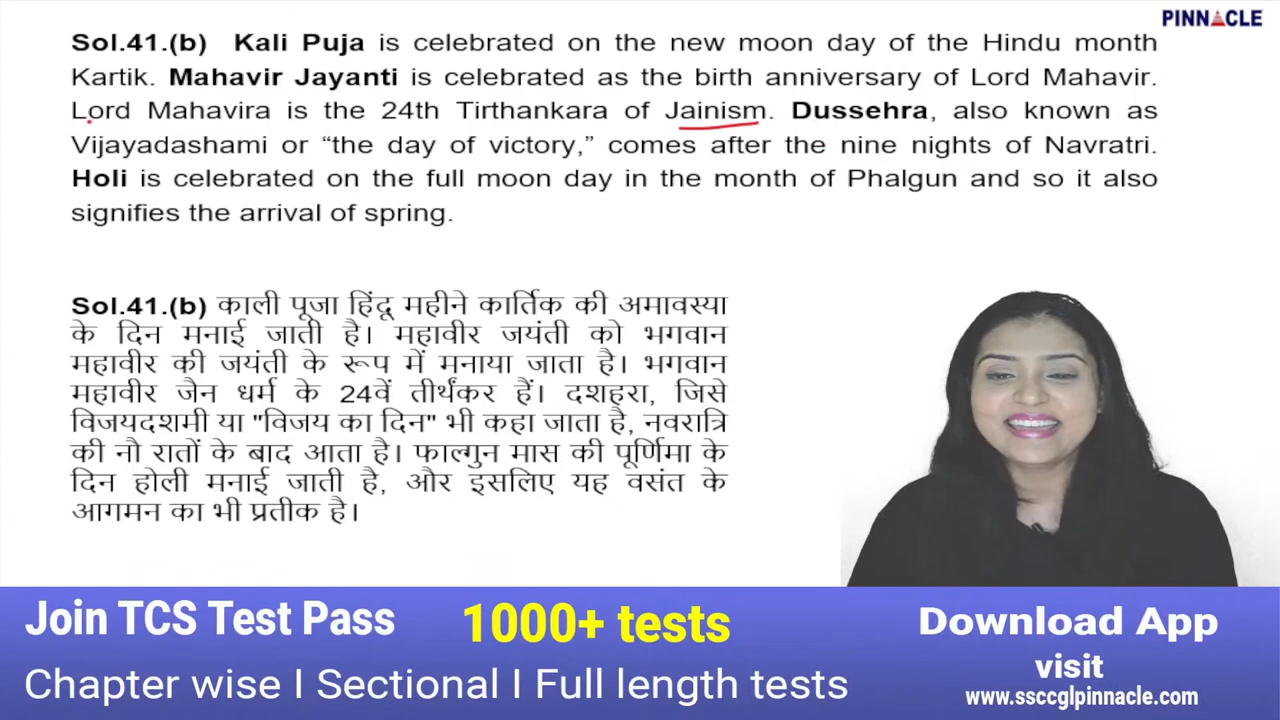 PINNACLE
Sol.41.(b) Kali Puja is celebrated on the new moon day of the Hindu month
Kartik. Mahavir Jayanti is celebrated as the birth anniversary of Lord Mahavir.
Lord Mahavira is the 24th Tirthankara of Jainism. Dussehra, also known as
Vijayadashami or “the day of victory,” comes after the nine nights of Navratri.
Holi is celebrated on the full moon day in the month of Phalgun and so it also
signifies the arrival of spring.
Sol.41.(b) काली पूजा हिंदू महीने कार्तिक की अमावस्या
के दिन मनाई जाती है। महावीर जयंती को भगवान
महावीर की जयंती के रूप में मनाया जाता है। भगवान
महावीर जैन धर्म के 24वें तीर्थंकर हैं। दशहरा, जिसे
विजयदशमी या "विजय का दिन" भी कहा जाता है, नवरात्रि
की नौ रातों के बाद आता है। फाल्गुन मास की पूर्णिमा के
दिन होली मनाई जाती है, और इसलिए यह वसंत के
आगमन का भी प्रतीक है।
Join TCS Test Pass
1000+ tests
Chapter wise I Sectional I Full length tests
Download App
visit
www.ssccglpinnacle.com